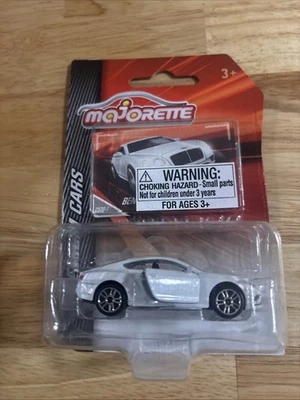 3+
majorette
WARNING:
CHOKING HAZARD - Small parts
Not for children under 3 years
FOR AGES 3+
CARS